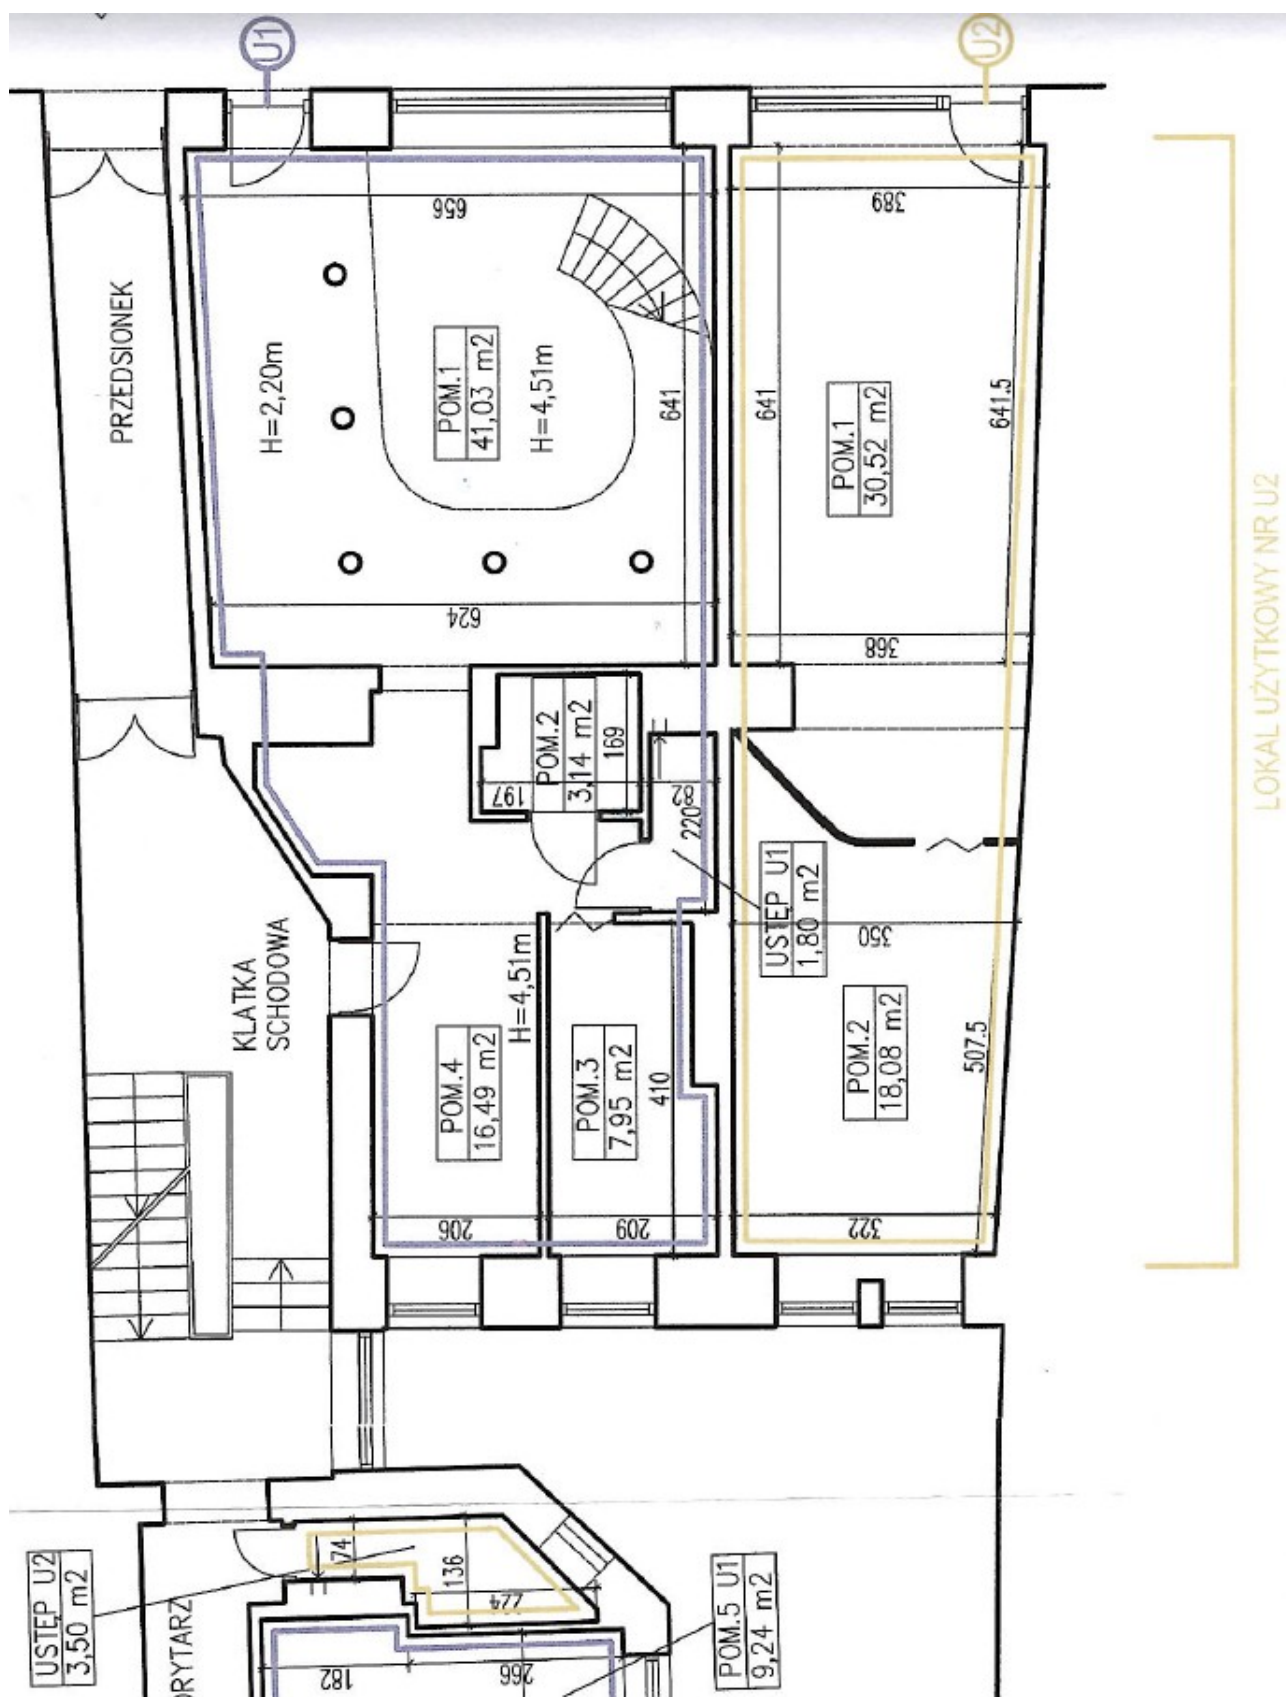 U1
U2
656
389
PRZEDSIONEK
H=2,20m
POM.1
41,03 m2
H=4,51m
641
641
POM.1
30,52 m2
641.5
LOKAL UŻYTKOWY NR U2
624
368
POM.2
3,14 m2
169
197
82
220
USTĘP U1
1,80 m2
350
KLATKA
SCHODOWA
H=4,51m
POM.4
16,49 m2
POM.3
7,95 m2
410
POM.2
18,08 m2
507.5
206
209
322
USTĘP U2
3,50 m2
74
136
224
POM.5 U1
9,24 m2
ORYTARZ
182
266